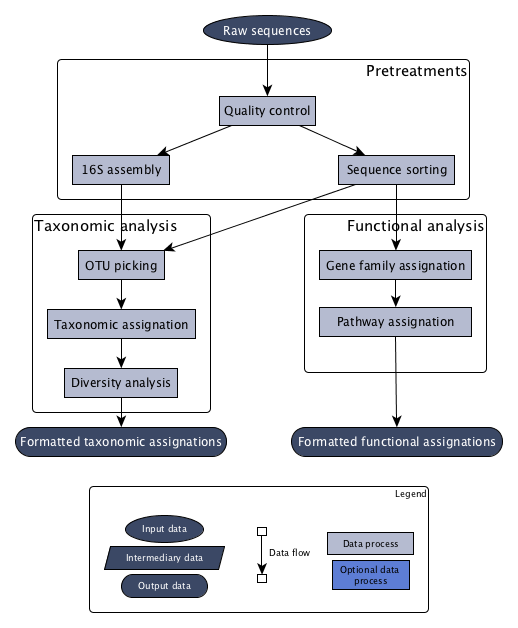 Raw sequences
Pretreatments
Quality control
16S assembly
Sequence sorting
Taxonomic analysis
Functional analysis
OTU picking
Gene family assignation
Taxonomic assignation
Pathway assignation
Diversity analysis
Formatted taxonomic assignations
Formatted functional assignations
Legend
Input data
Intermediary data
Output data
Data flow
Data process
Optional data
process